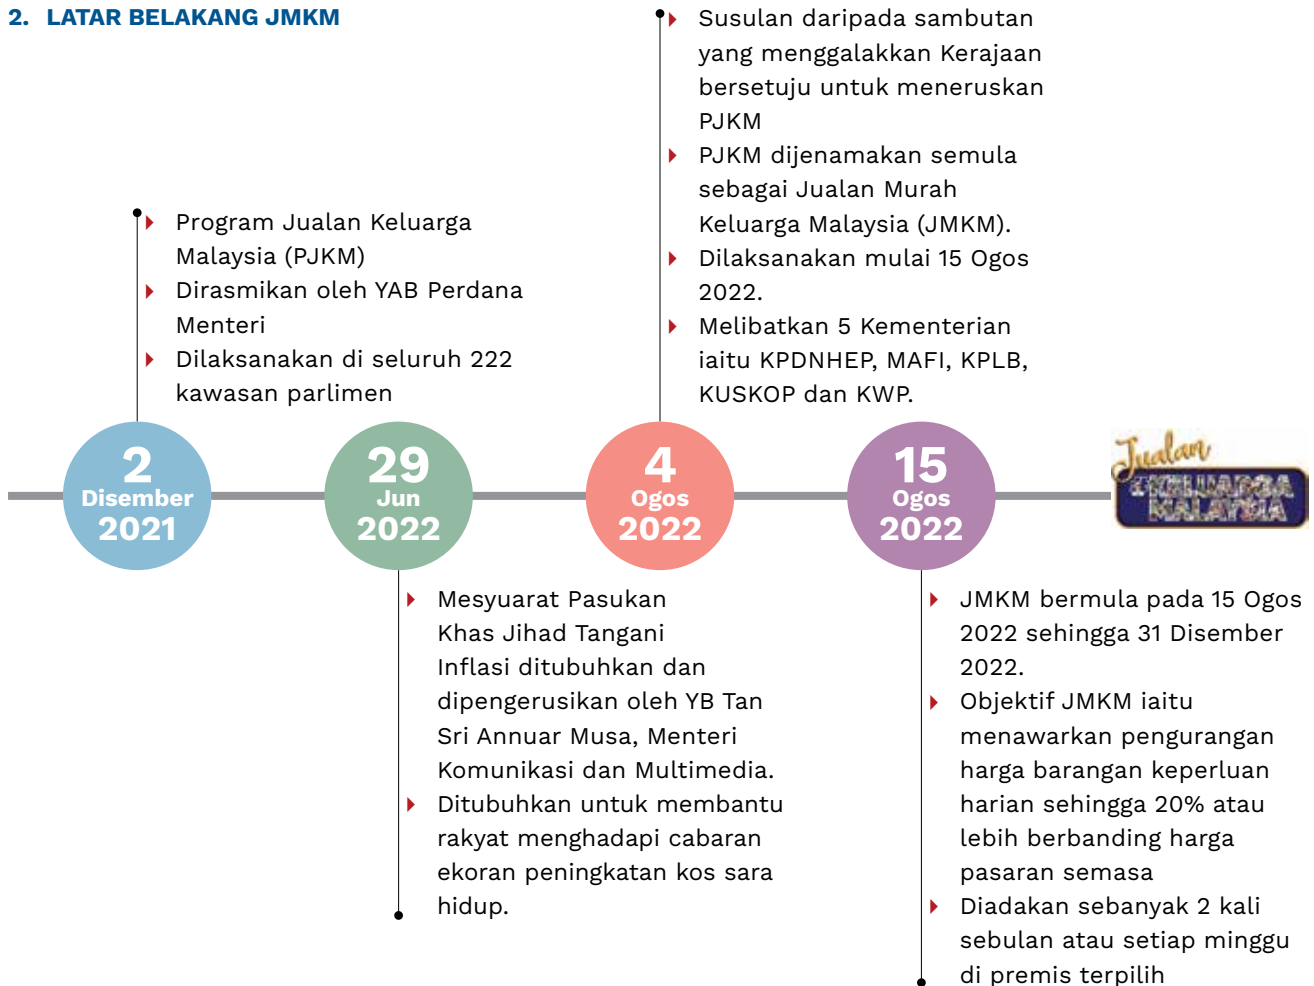 2. LATAR BELAKANG JMKM
Program Jualan Keluarga
Malaysia (PJKM)
Dirasmikan oleh YAB Perdana
Menteri
Dilaksanakan di seluruh 222
kawasan parlimen
2
Disember
2021
29
Jun
2022
Mesyuarat Pasukan
Khas Jihad Tangani
Inflasi ditubuhkan dan
dipengerusikan oleh YB Tan
Sri Annuar Musa, Menteri
Komunikasi dan Multimedia.
Ditubuhkan untuk membantu
rakyat menghadapi cabaran
ekoran peningkatan kos sara
hidup.
Susulan daripada sambutan
yang menggalakkan Kerajaan
bersetuju untuk meneruskan
PJKM
PJKM dijenamakan semula
sebagai Jualan Murah
Keluarga Malaysia (JMKM).
Dilaksanakan mulai 15 Ogos
2022.
Melibatkan 5 Kementerian
iaitu KPDNHEP, MAFI, KPLB,
KUSKOP dan KWP.
4
Ogos
2022
15
Ogos
2022
JMKM bermula pada 15 Ogos
2022 sehingga 31 Disember
2022.
Objektif JMKM iaitu
menawarkan pengurangan
harga barangan keperluan
harian sehingga 20% atau
lebih berbanding harga
pasaran semasa
Diadakan sebanyak 2 kali
sebulan atau setiap minggu
di premis terpilih
Jualan
KELUARGA
MALAYSIA